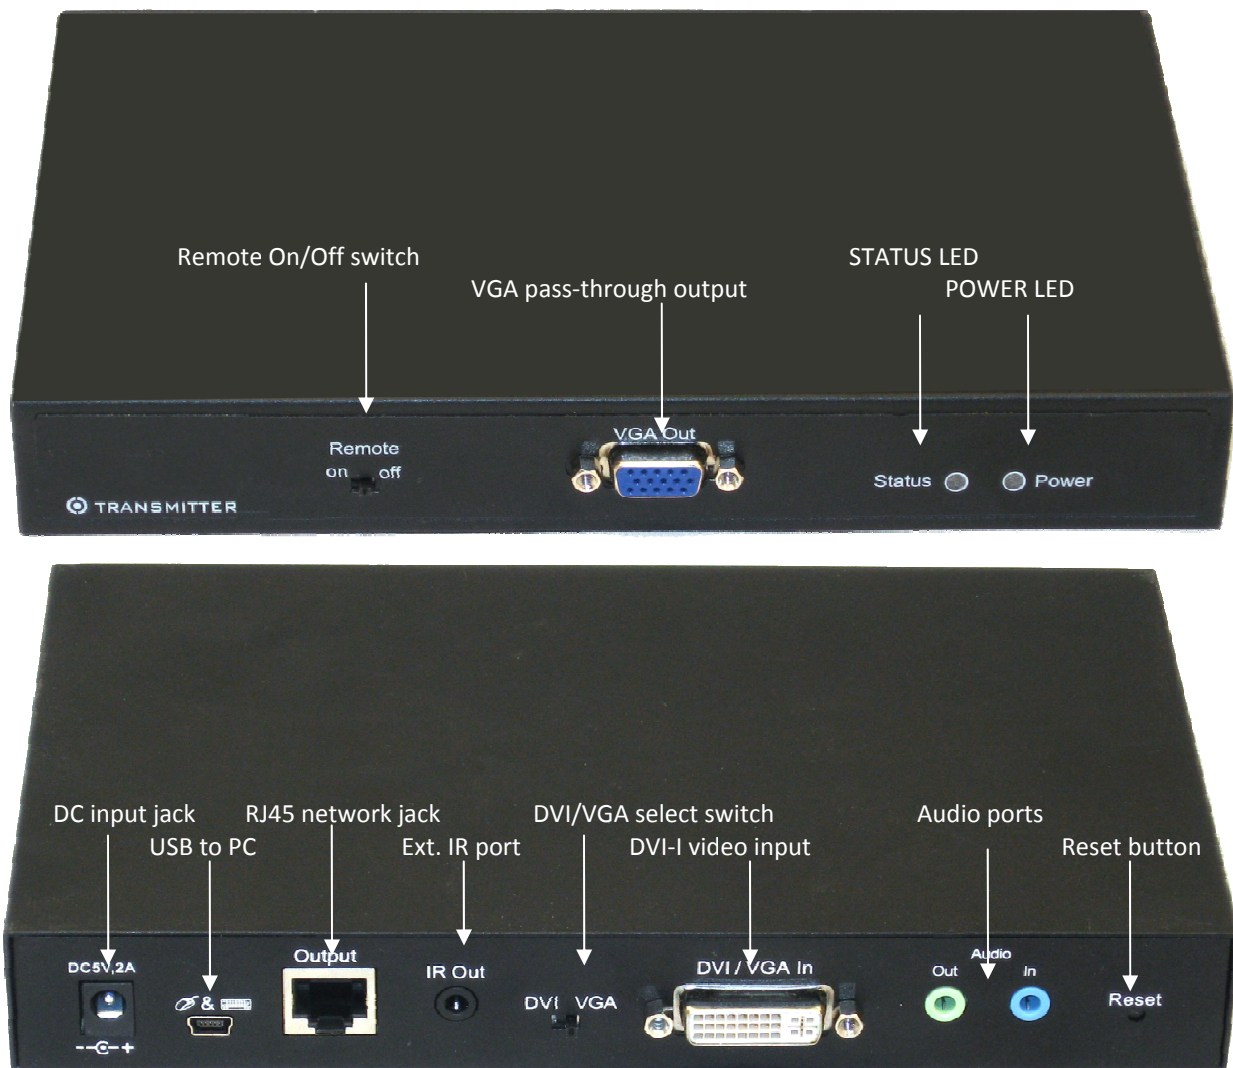 Remote On/Off switch
STATUS LED
VGA pass-through output
POWER LED
VGA Out
Remote
on off
Status
Power
TRANSMITTER
DC input jack
RJ45 network jack
DVI/VGA select switch
Audio ports
USB to PC
Ext. IR port
DVI-I video input
Reset button
DC5V,2A
Output
IR Out
DVI VGA
DVI / VGA In
Audio
Out
In
Reset
&
- +